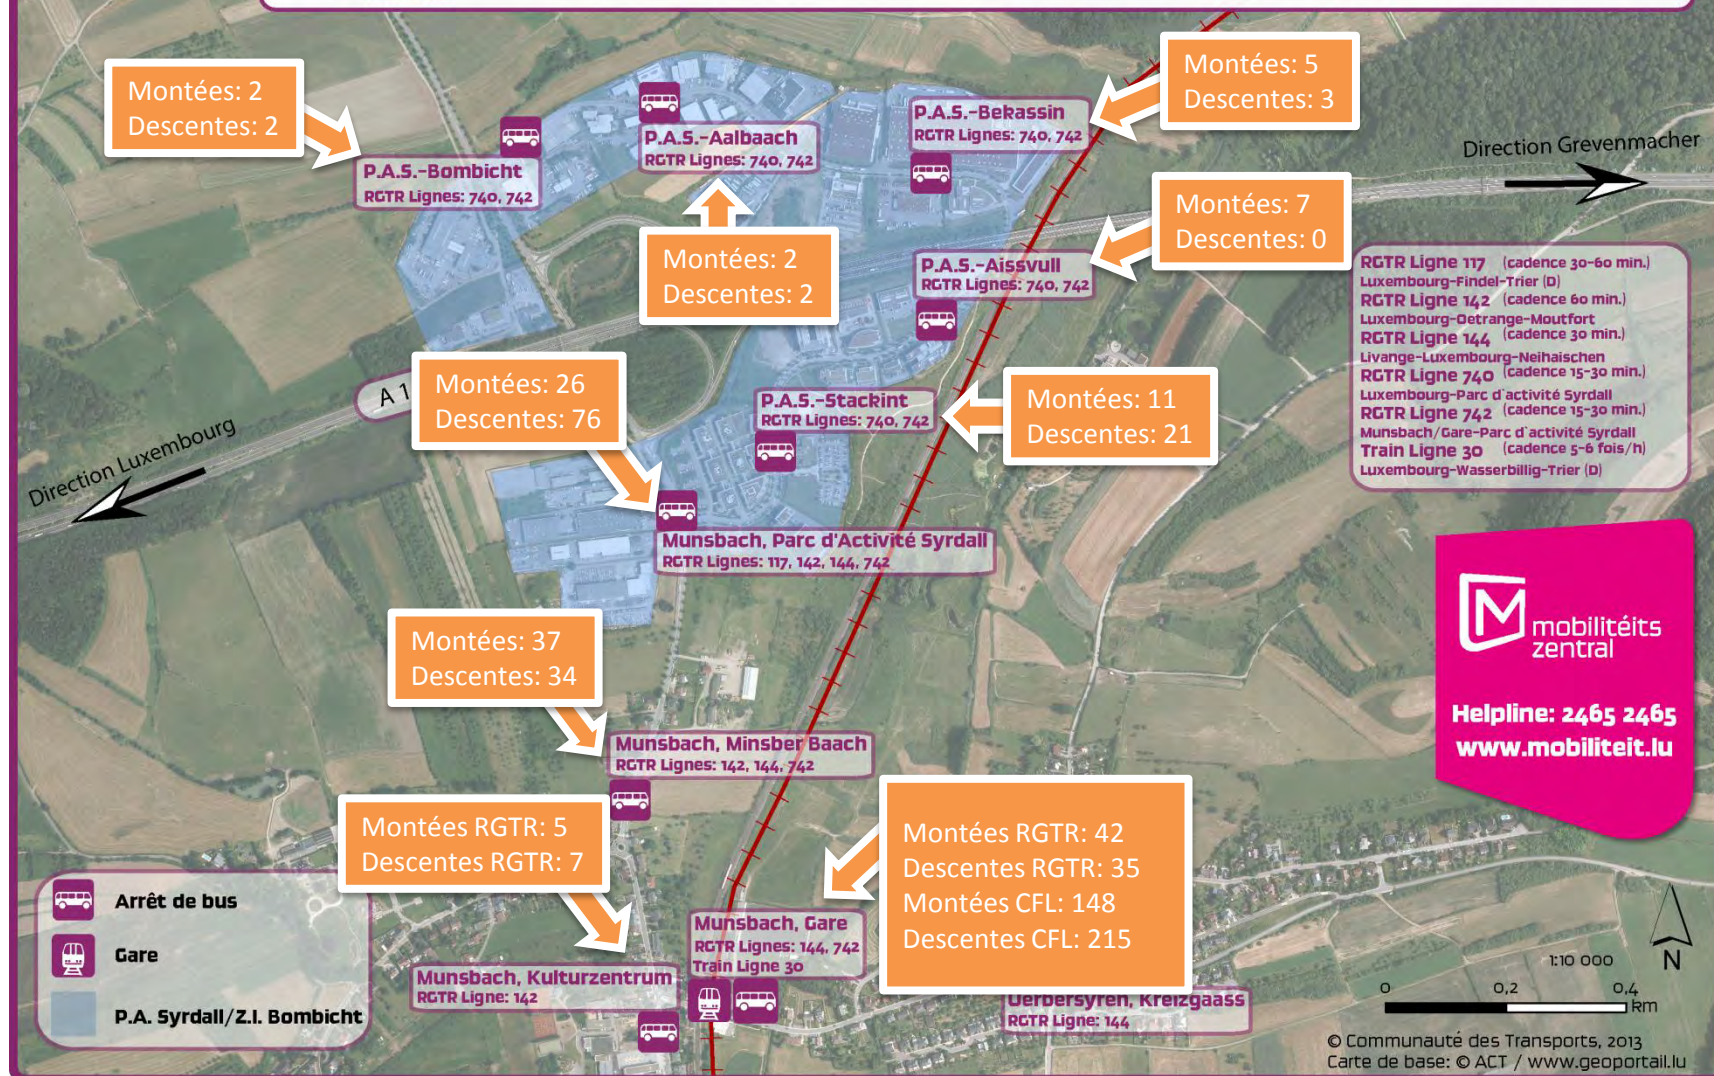 Montées: 2
Descentes: 2
P.A.S.-Bombicht
RGTR Lignes: 740, 742
P.A.S.-Aalbaach
RGTR Lignes: 740, 742
Montées: 2
Descentes: 2
P.A.S.-Bekassin
RGTR Lignes: 740, 742
Montées: 5
Descentes: 3
Direction Grevenmacher
Montées: 7
Descentes: 0
P.A.S.-Aissvull
RGTR Lignes: 740, 742
RGTR Ligne 117 (cadence 30-60 min.)
Luxembourg-Findel-Trier (D)
RGTR Ligne 142 (cadence 60 min.)
Luxembourg-Oetrange-Moutfort
RGTR Ligne 144 (cadence 30 min.)
Livange-Luxembourg-Neihaischen
RGTR Ligne 740 (cadence 15-30 min.)
Luxembourg-Parc d'activité Syrdall
RGTR Ligne 742 (cadence 15-30 min.)
Munsbach/Gare-Parc d'activité Syrdall
Train Ligne 30 (cadence 5-6 fois/h)
Luxembourg-Wasserbillig-Trier (D)
A 1
Direction Luxembourg
Montées: 26
Descentes: 76
P.A.S.-Stackint
RGTR Lignes: 740, 742
Montées: 11
Descentes: 21
Munsbach, Parc d'Activité Syrdall
RGTR Lignes: 117, 142, 144, 742
Montées: 37
Descentes: 34
Munsbach, Minsber Baach
RGTR Lignes: 142, 144, 742
mobilitéits
zentral
Helpline: 2465 2465
www.mobiliteit.lu
Montées RGTR: 5
Descentes RGTR: 7
Montées RGTR: 42
Descentes RGTR: 35
Montées CFL: 148
Descentes CFL: 215
Munsbach, Gare
RGTR Lignes: 144, 742
Train Ligne 30
Munsbach, Kulturzentrum
RGTR Ligne: 142
Uerbersyren, Kreizgaass
RGTR Ligne: 144
Arrêt de bus
Gare
P.A. Syrdall/Z.I. Bombicht
1:10 000
N
0 0,2 0,4
km
© Communauté des Transports, 2013
Carte de base: © ACT / www.geoportail.lu